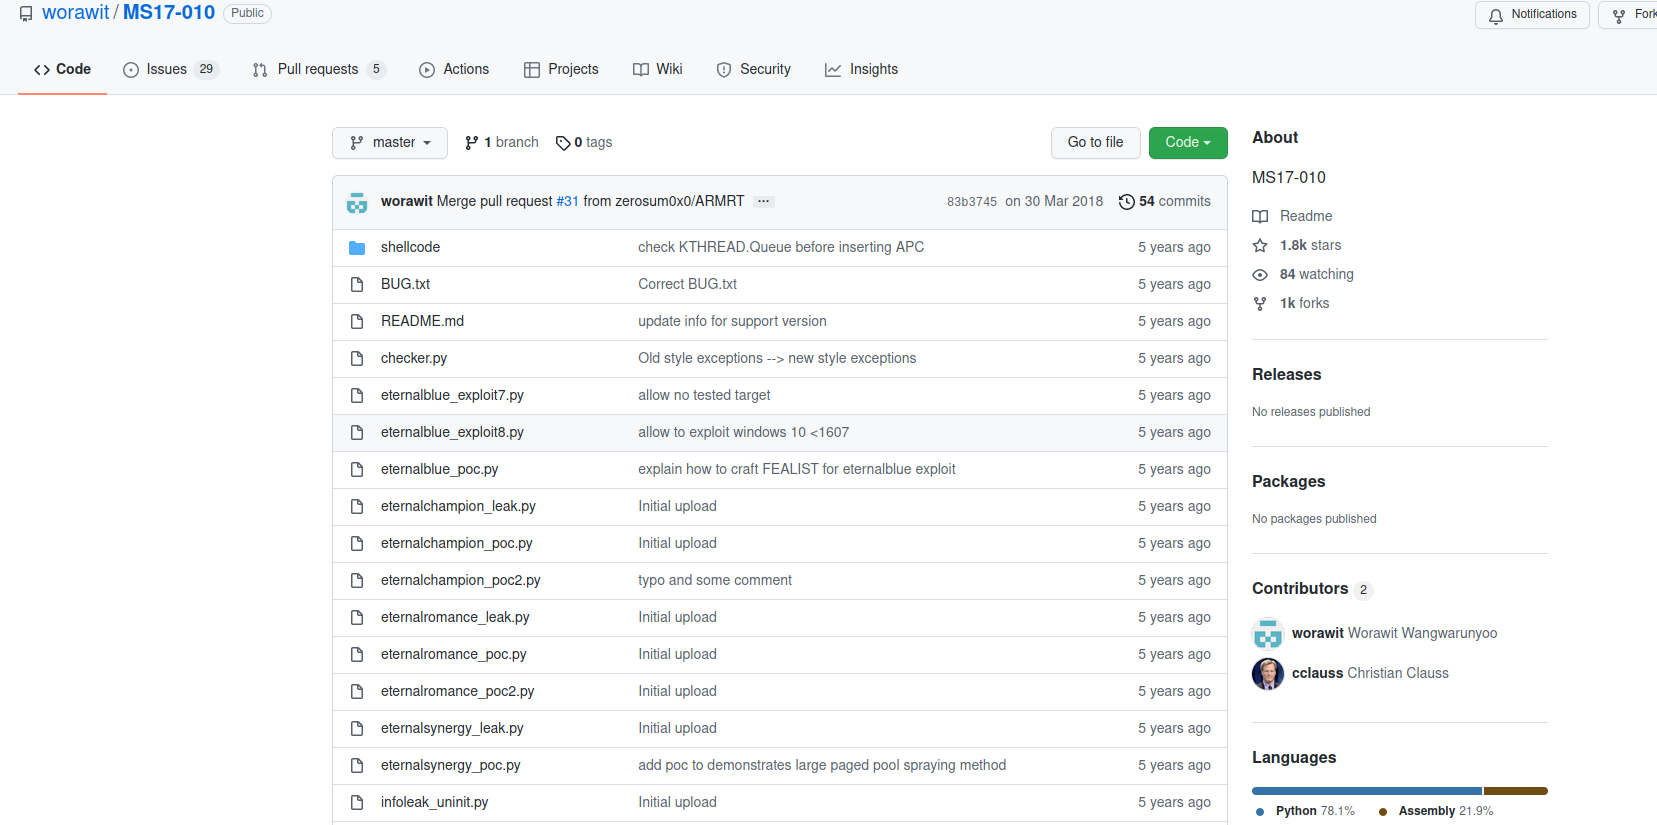 worawit / MS17-010 Public
Notifications Fork
Code Issues 29 Pull requests 5 Actions Projects Wiki Security Insights
master 1 branch 0 tags Go to file Code
worawit Merge pull request #31 from zerosum0x0/ARMRT ... 83b3745 on 30 Mar 2018 54 commits
shellcode check KTHREAD.Queue before inserting APC 5 years ago
BUG.txt Correct BUG.txt 5 years ago
README.md update info for support version 5 years ago
checker.py Old style exceptions --> new style exceptions 5 years ago
eternalblue_exploit7.py allow no tested target 5 years ago
eternalblue_exploit8.py allow to exploit windows 10 <1607 5 years ago
eternalblue_poc.py explain how to craft FEALIST for eternalblue exploit 5 years ago
eternalchampion_leak.py Initial upload 5 years ago
eternalchampion_poc.py Initial upload 5 years ago
eternalchampion_poc2.py typo and some comment 5 years ago
eternalromance_leak.py Initial upload 5 years ago
eternalromance_poc.py Initial upload 5 years ago
eternalromance_poc2.py Initial upload 5 years ago
eternalsynergy_leak.py Initial upload 5 years ago
eternalsynergy_poc.py add poc to demonstrates large paged pool spraying method 5 years ago
infoleak_uninit.py Initial upload 5 years ago
About
MS17-010
Readme
1.8k stars
84 watching
1k forks
Releases
No releases published
Packages
No packages published
Contributors 2
worawit Worawit Wangwarunyoo
cclauss Christian Clauss
Languages
Python 78.1% Assembly 21.9%